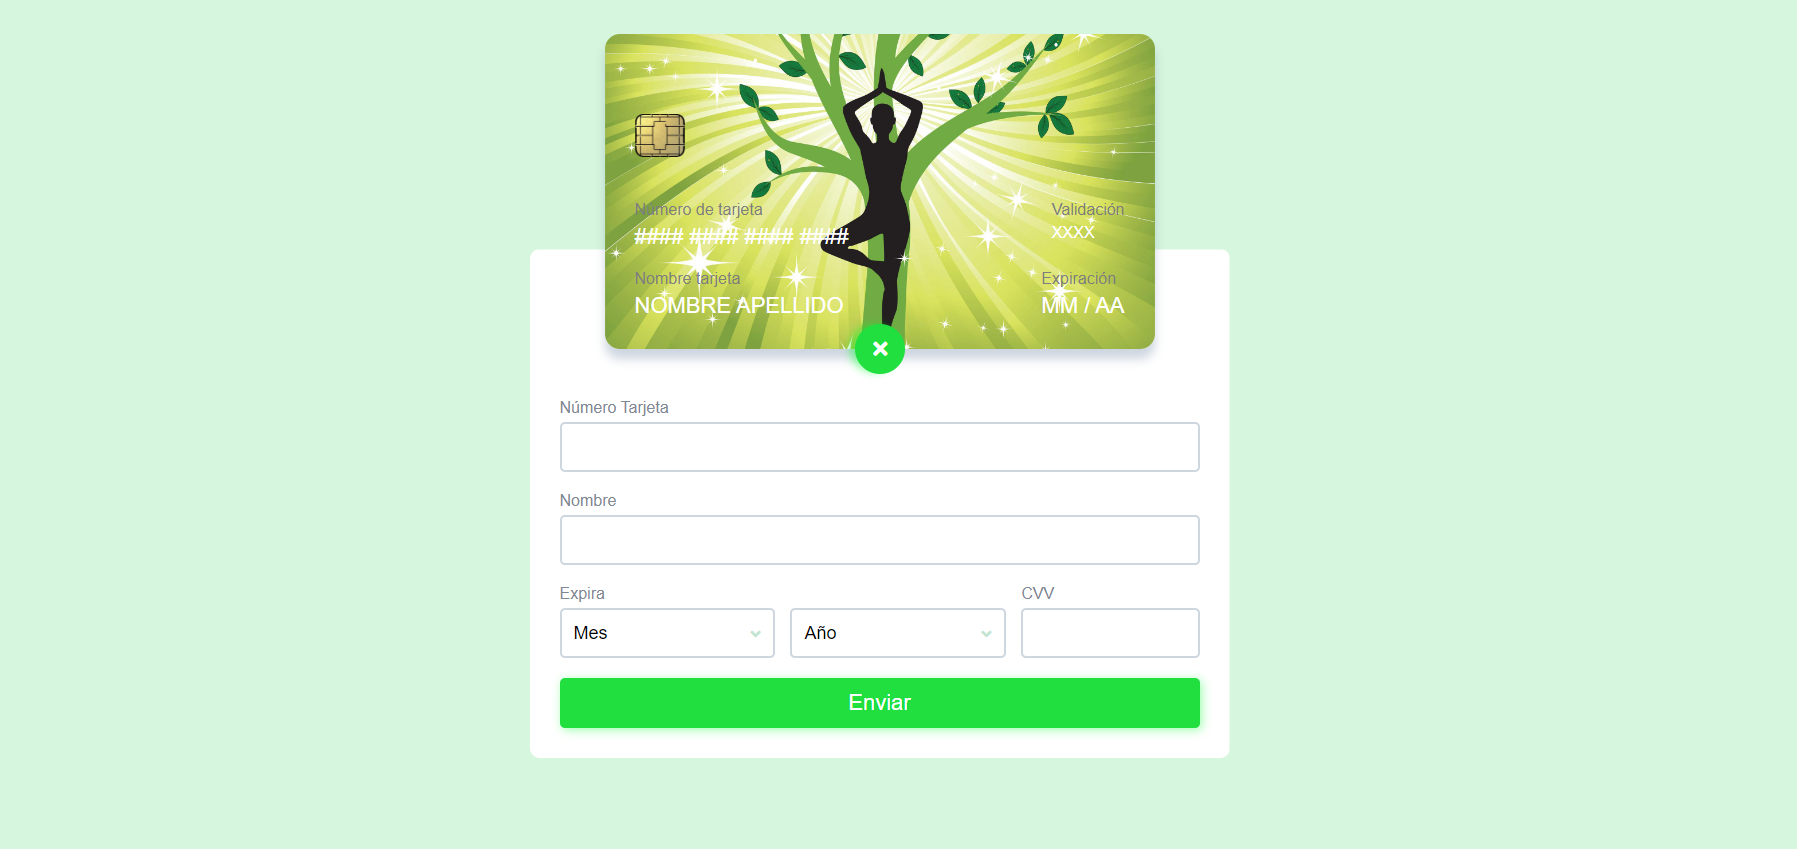 Número de tarjeta
Validación
#### #### #### ####
XXXX
Nombre tarjeta
Expiración
NOMBRE APELLIDO
MM / AA
Número Tarjeta
Nombre
Expira
CVV
Mes
Año
Enviar